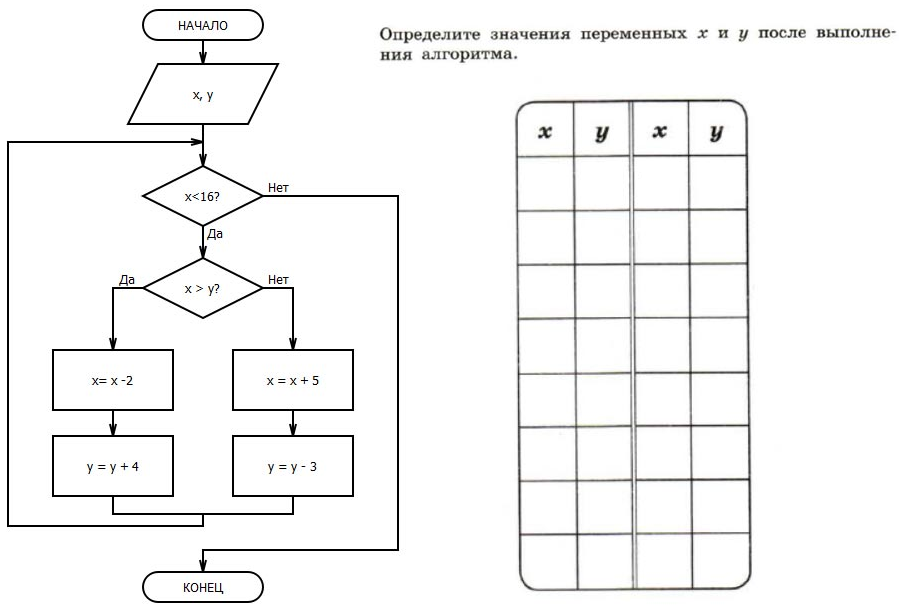 НАЧАЛО
x, y
x<16?
Нет
Да
x > y?
Да
Нет
x= x -2
x = x + 5
y = y + 4
y = y - 3
КОНЕЦ
Определите значения переменных x и y после выполне-
ния алгоритма.
x y x y